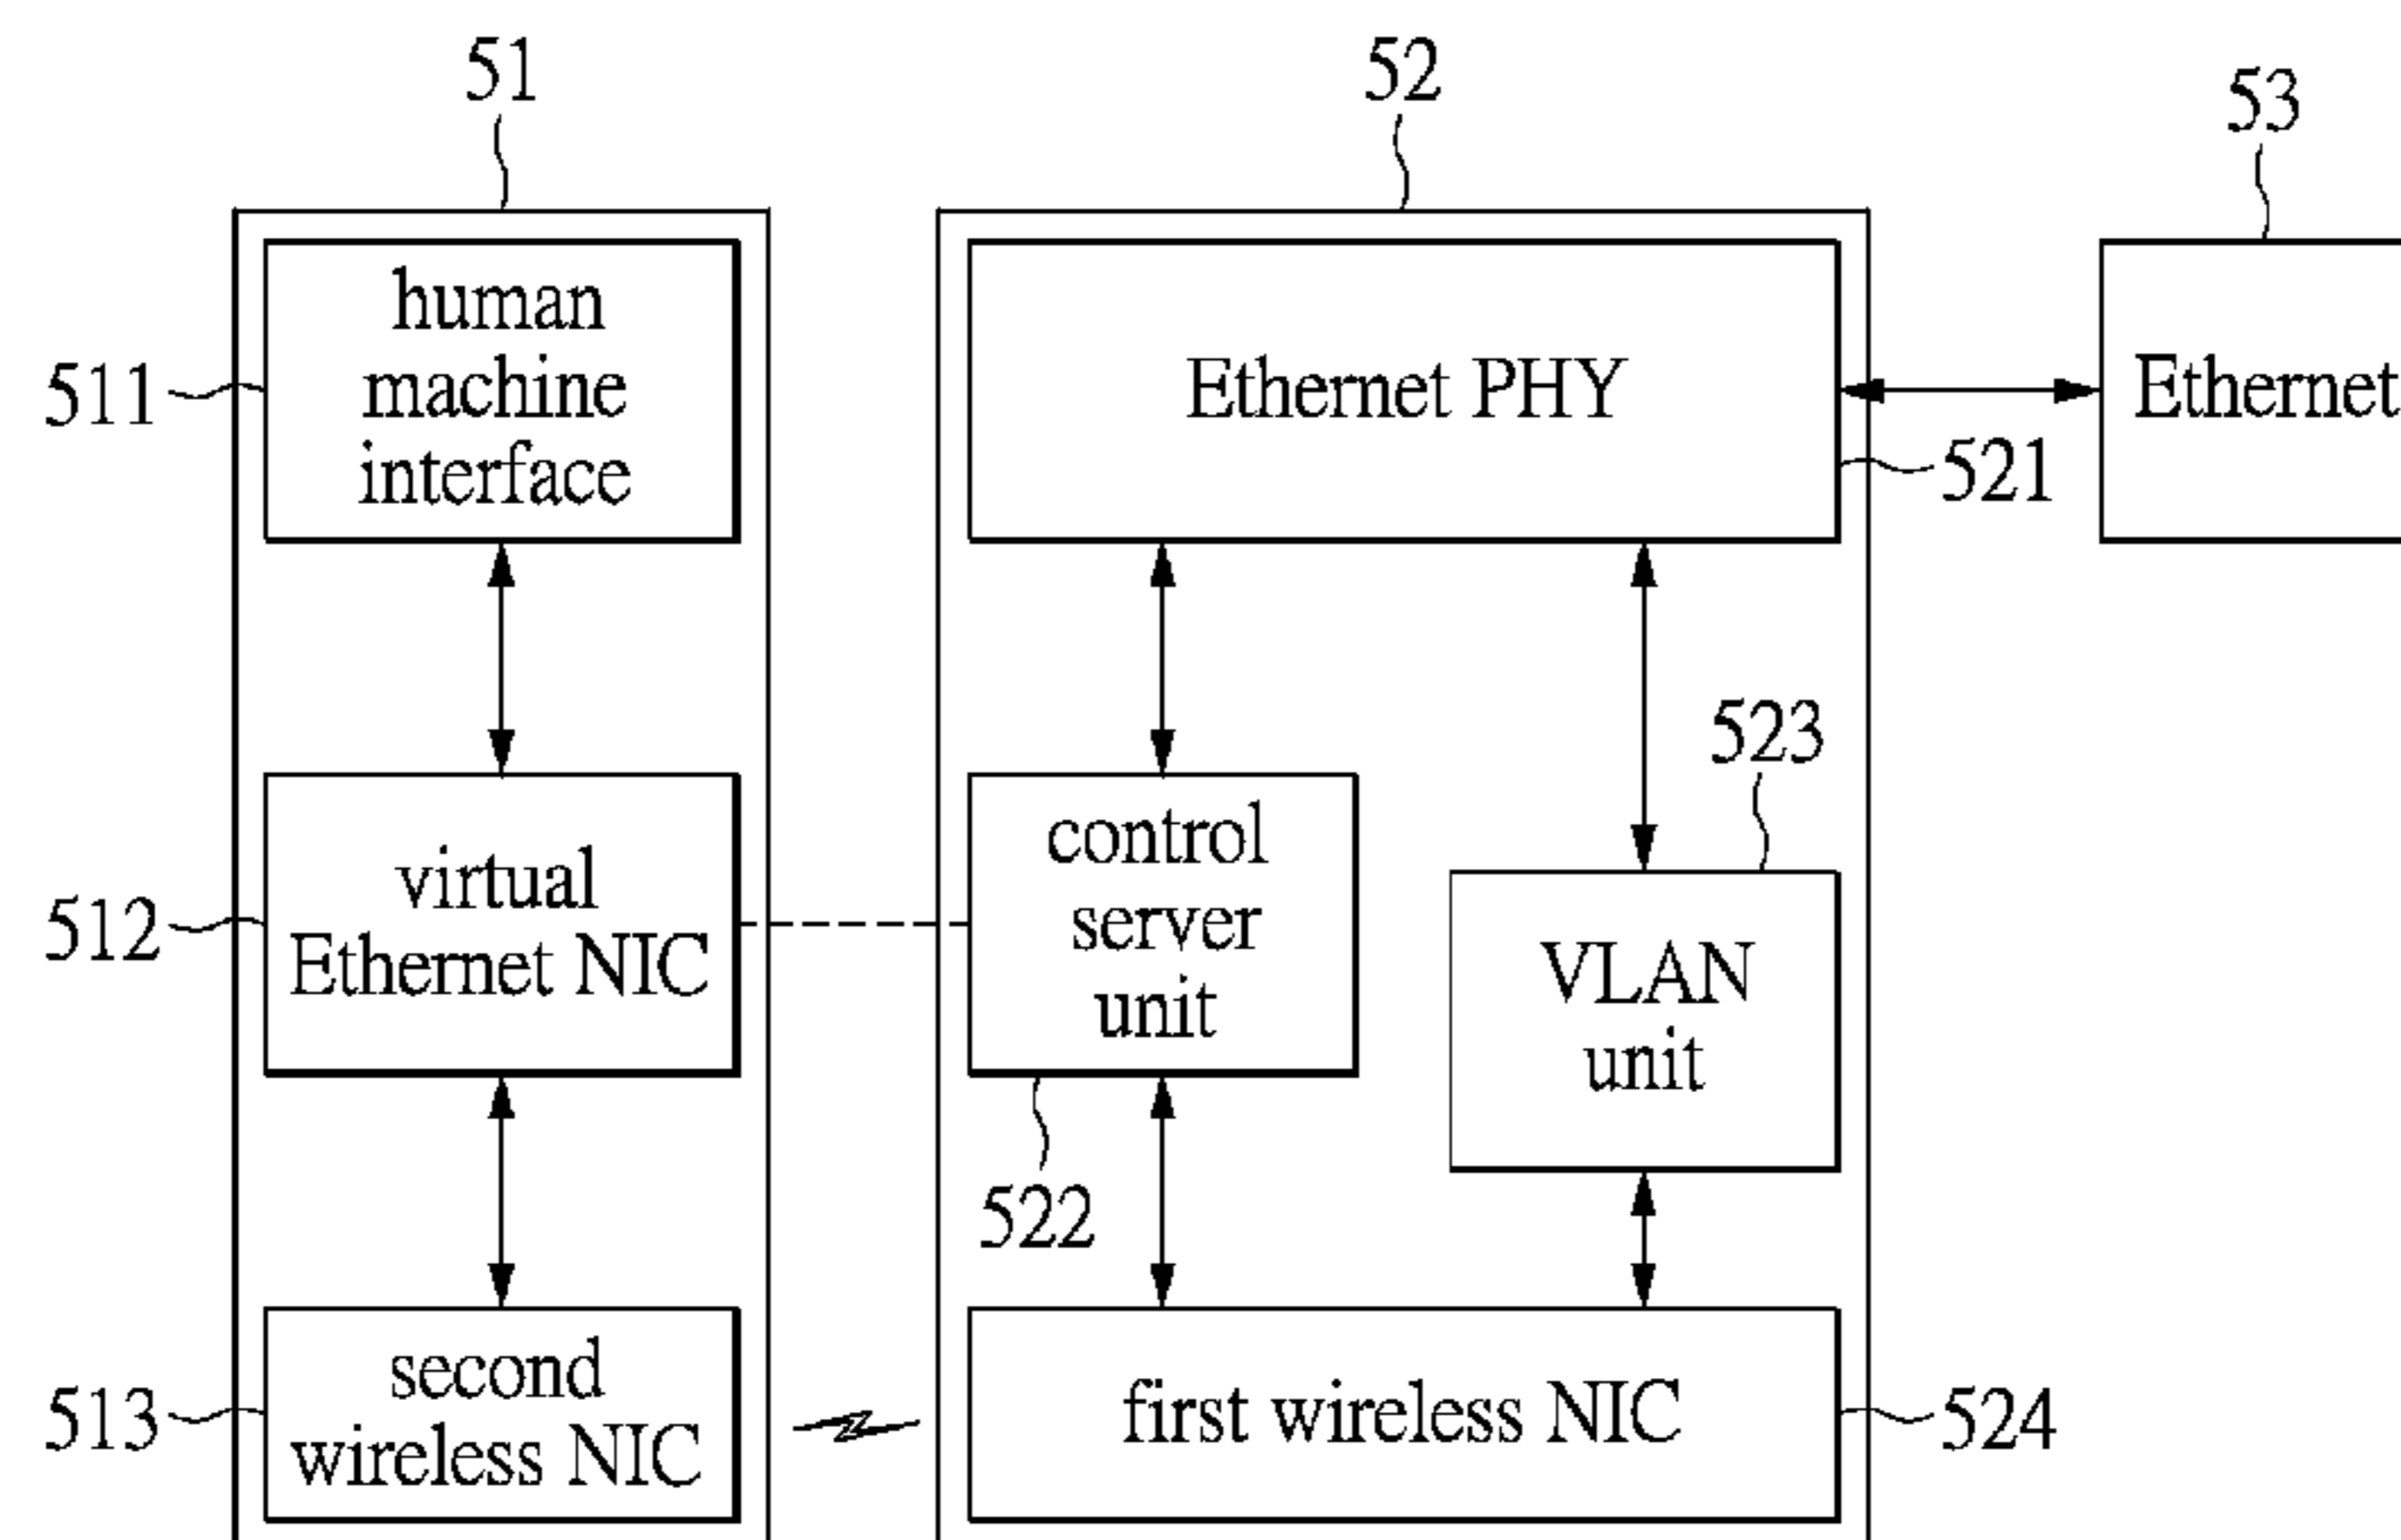 51
52
53
human
machine
interface
511
Ethernet PHY
Ethernet
521
523
virtual
Ethernet NIC
512
control
server
unit
VLAN
unit
522
second
wireless NIC
513
first wireless NIC
524